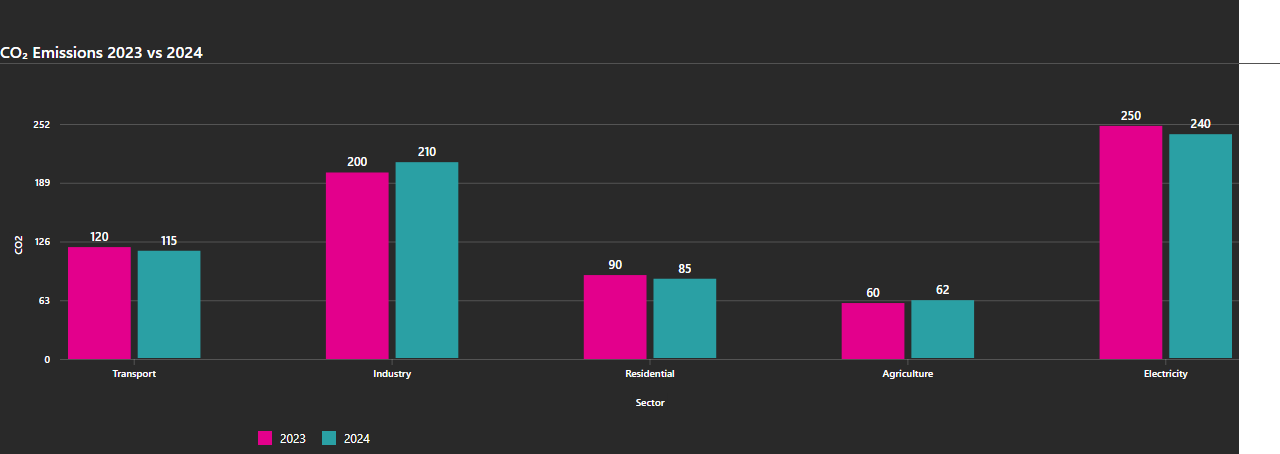 CO₂ Emissions 2023 vs 2024
252
189
126
63
0
CO2
120
115
200
210
90
85
60
62
250
240
Transport
Industry
Residential
Agriculture
Electricity
Sector
2023
2024